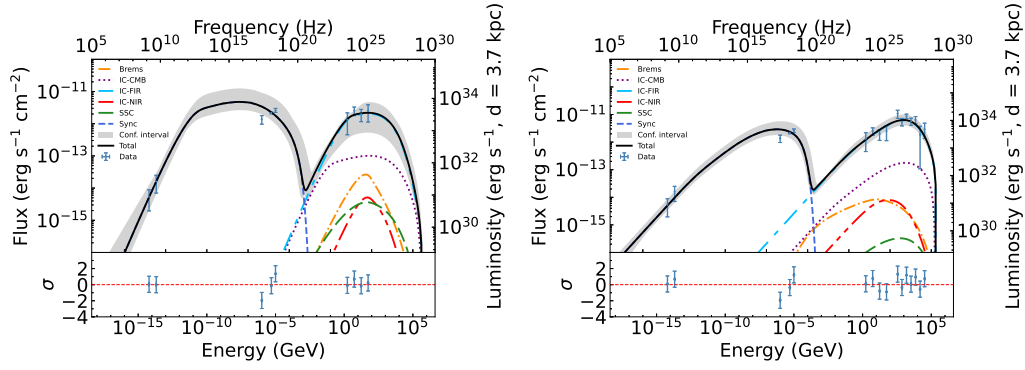 Frequency (Hz)
10^5 10^10 10^15 10^20 10^25 10^30
Flux (erg s^-1 cm^-2)
10^-11
10^-13
10^-15
Brems
IC-CMB
IC-FIR
IC-NIR
SSC
Sync
Conf. interval
Total
Data
10^34
10^32
10^30
Luminosity (erg s^-1, d = 3.7 kpc)
σ
2
0
−2
−4
10^-15 10^-10 10^-5 10^0 10^5
Energy (GeV)
Frequency (Hz)
10^5 10^10 10^15 10^20 10^25 10^30
Flux (erg s^-1 cm^-2)
10^-11
10^-13
10^-15
Brems
IC-CMB
IC-FIR
IC-NIR
SSC
Sync
Conf. interval
Total
Data
10^34
10^32
10^30
Luminosity (erg s^-1, d = 3.7 kpc)
σ
2
0
−2
−4
10^-15 10^-10 10^-5 10^0 10^5
Energy (GeV)